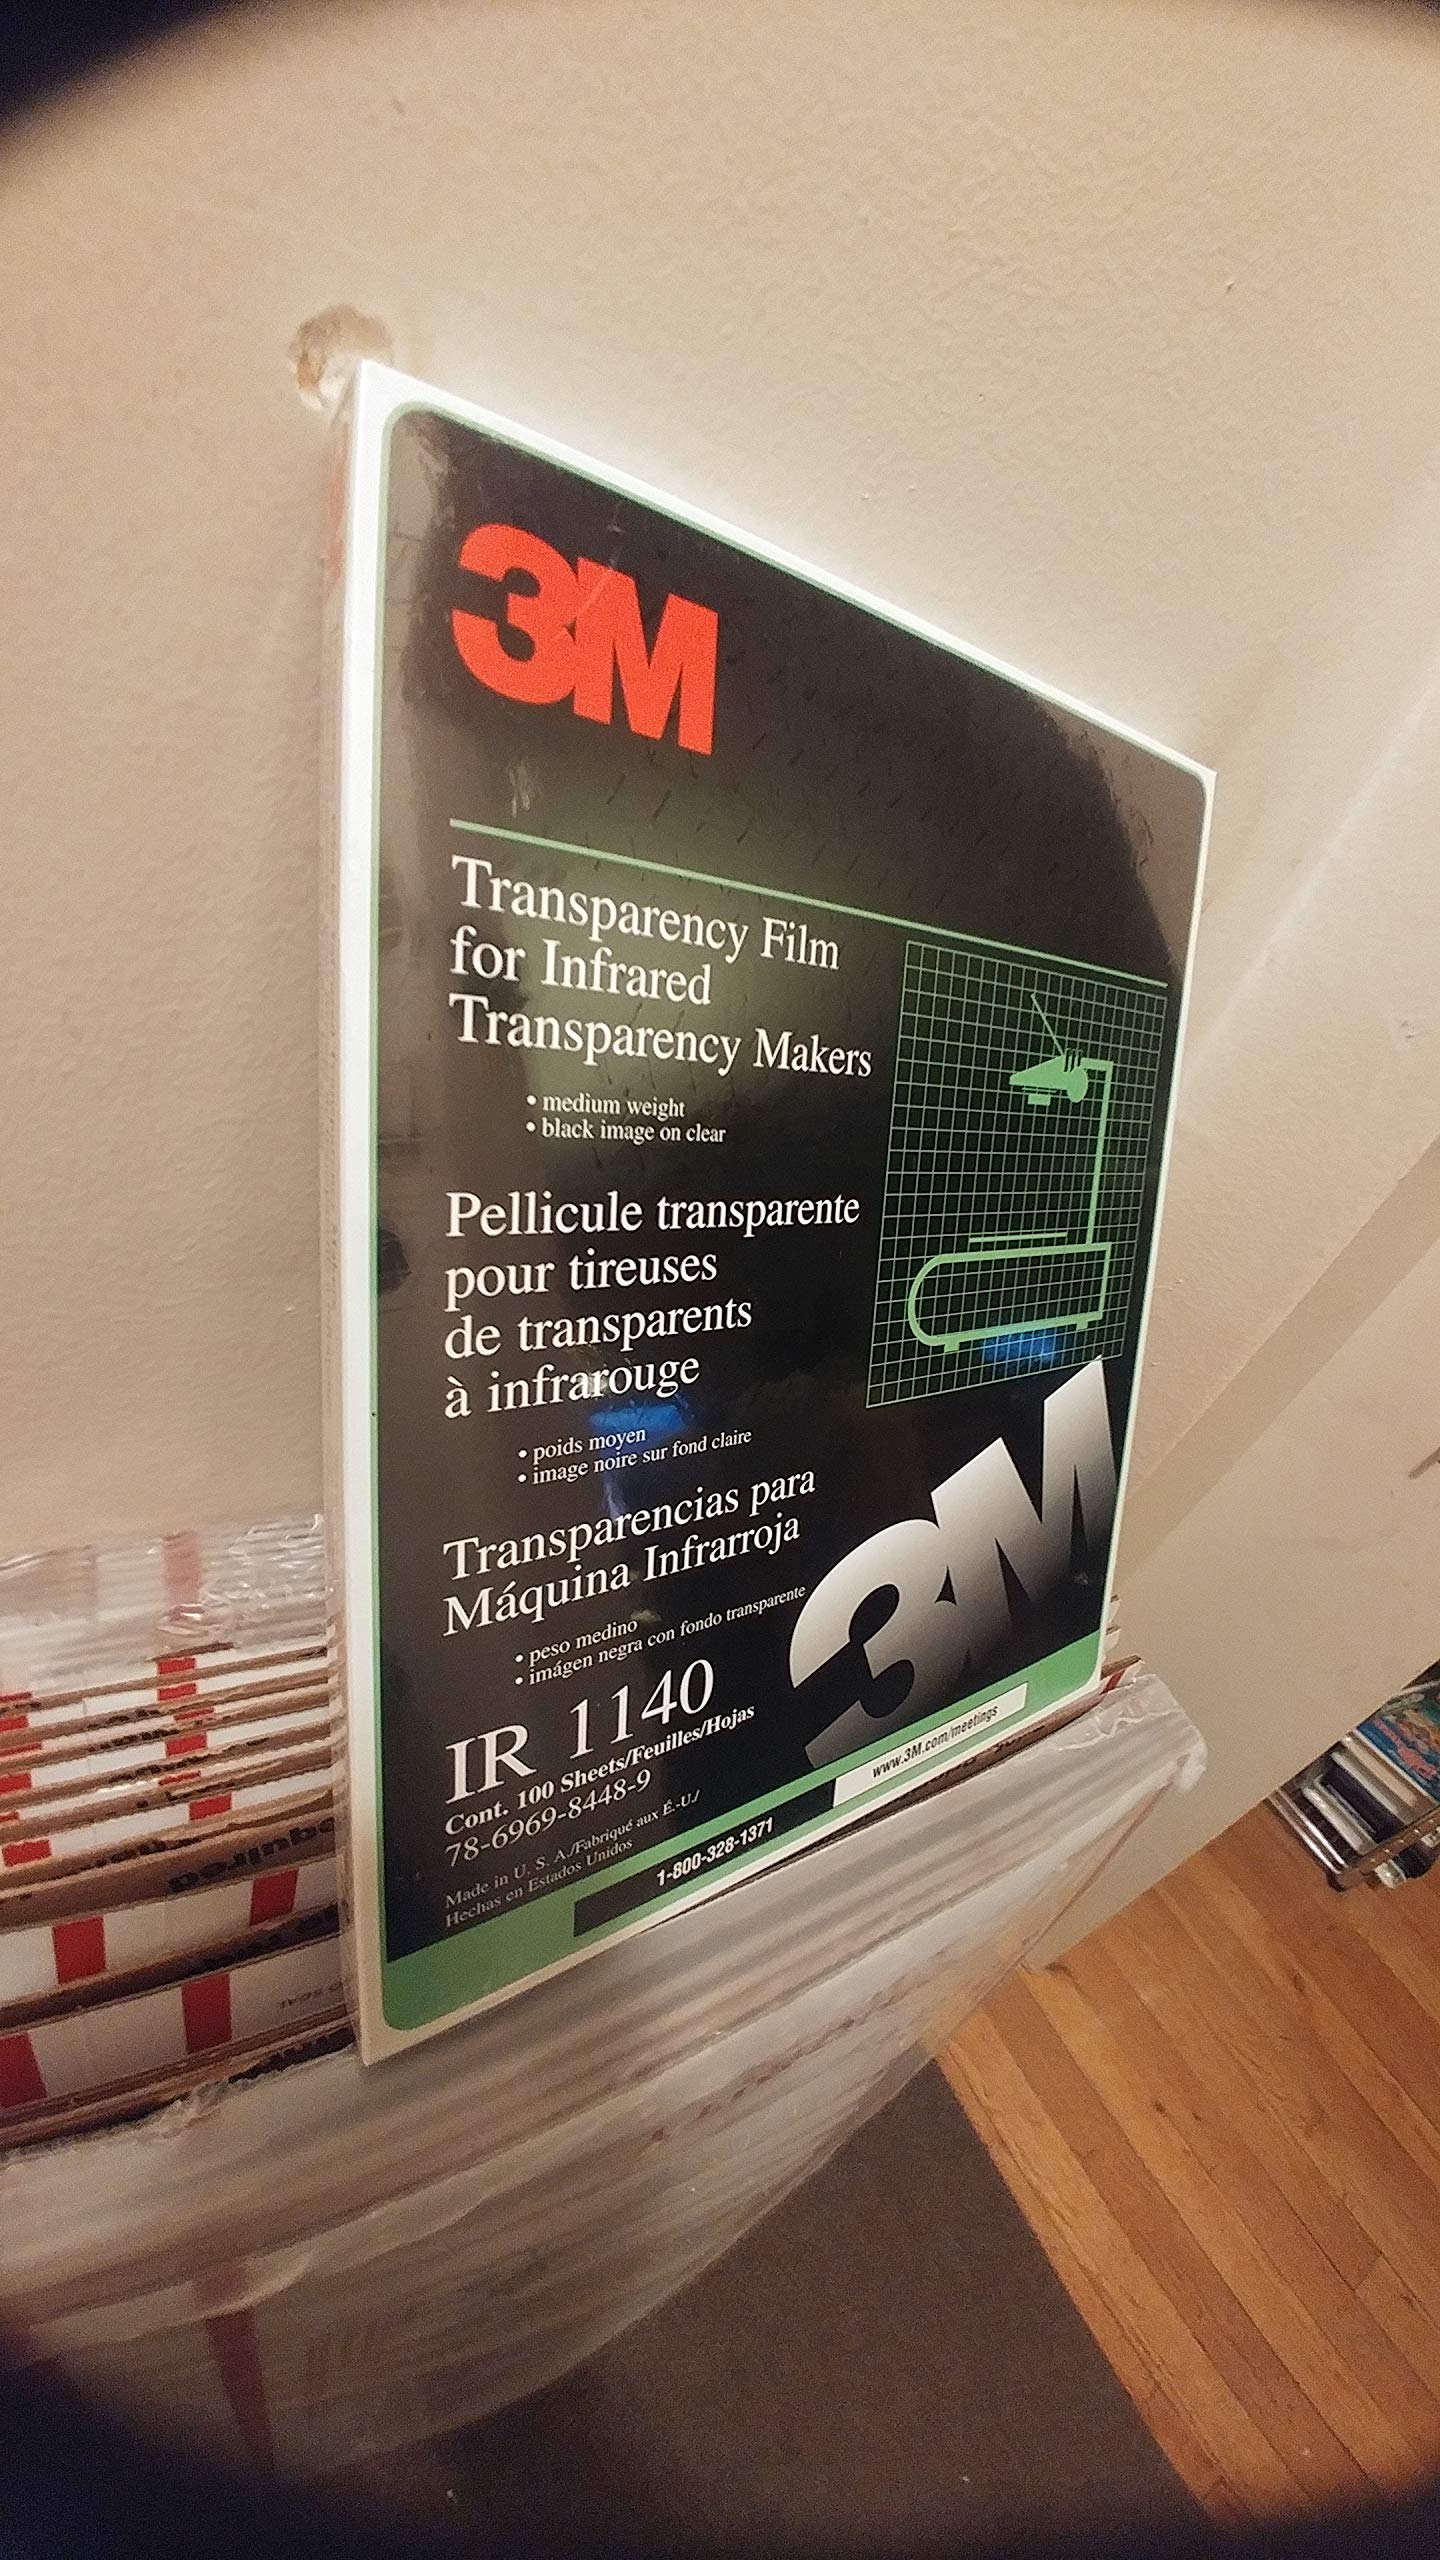 3M
Transparency Film
for Infrared
Transparency Makers
• medium weight
• black image on clear
Pellicule transparente
pour tireuses
de transparents
à infrarouge
• poids moyen
• image noire sur fond claire
Transparencias para
Máquina Infrarroja
• peso medino
• imágen negra con fondo transparente
IR 1140
Cont. 100 Sheets/Feuilles/Hojas
78-6969-8448-9
Made in U. S. A./Fabriqué aux É.-U./
Hechas en Estados Unidos
3M
www.3M.com/meetings
1-800-328-1371
SEAL